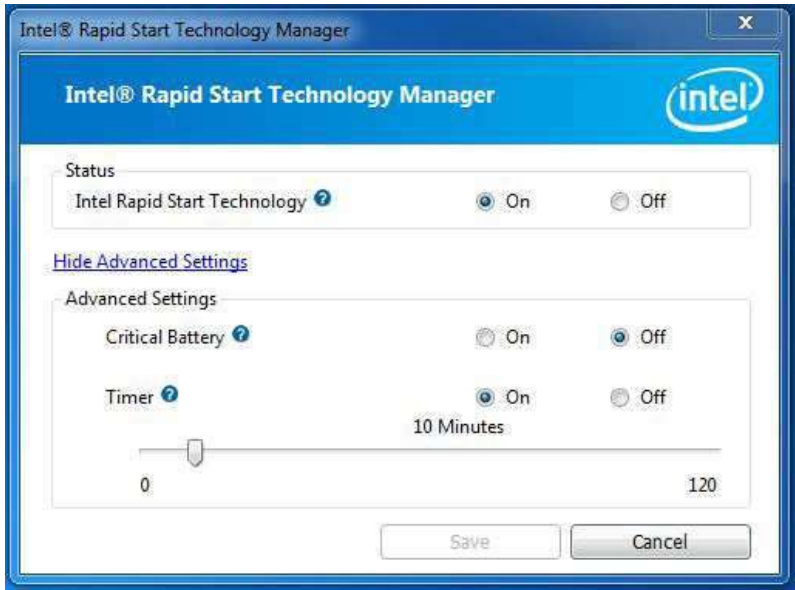 Intel® Rapid Start Technology Manager
X
Intel® Rapid Start Technology Manager
intel
Status
Intel Rapid Start Technology ? On Off
Hide Advanced Settings
Advanced Settings
Critical Battery ? On Off
Timer ? On Off
10 Minutes
0 120
Save Cancel